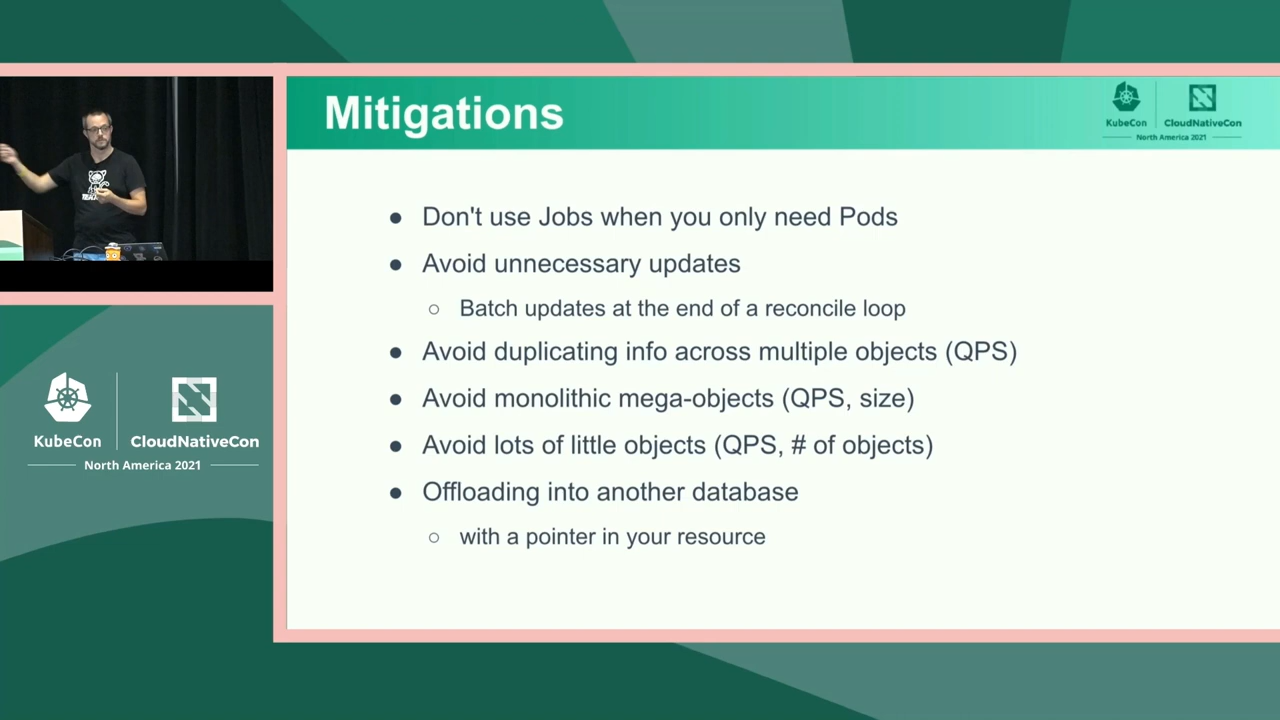 Mitigations
KubeCon
CloudNativeCon
North America 2021
Don't use Jobs when you only need Pods
Avoid unnecessary updates
Batch updates at the end of a reconcile loop
Avoid duplicating info across multiple objects (QPS)
Avoid monolithic mega-objects (QPS, size)
Avoid lots of little objects (QPS, # of objects)
Offloading into another database
with a pointer in your resource
KubeCon
CloudNativeCon
North America 2021